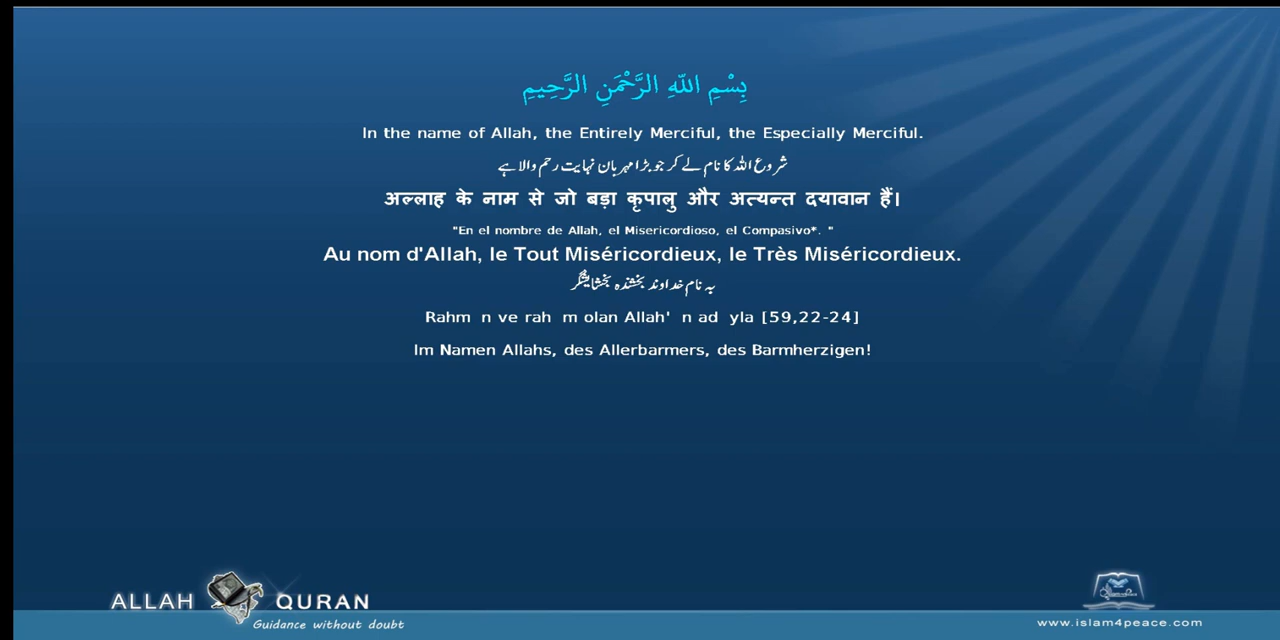 بِسْمِ اللّهِ الرَّحْمَنِ الرَّحِيمِ
In the name of Allah, the Entirely Merciful, the Especially Merciful.
شروع اللہ کا نام لے کر جو بڑا مہربان نہایت رحم والا ہے
अल्लाह के नाम से जो बड़ा कृपालु और अत्यन्त दयावान हैं।
"En el nombre de Allah, el Misericordioso, el Compasivo*. "
Au nom d'Allah, le Tout Miséricordieux, le Très Miséricordieux.
به نام خداوند بخشنده بخشایشگر
Rahm n ve rah m olan Allah' n ad yla [59,22-24]
Im Namen Allahs, des Allerbarmers, des Barmherzigen!
ALLAH QURAN
Guidance without doubt
www.islam4peace.com